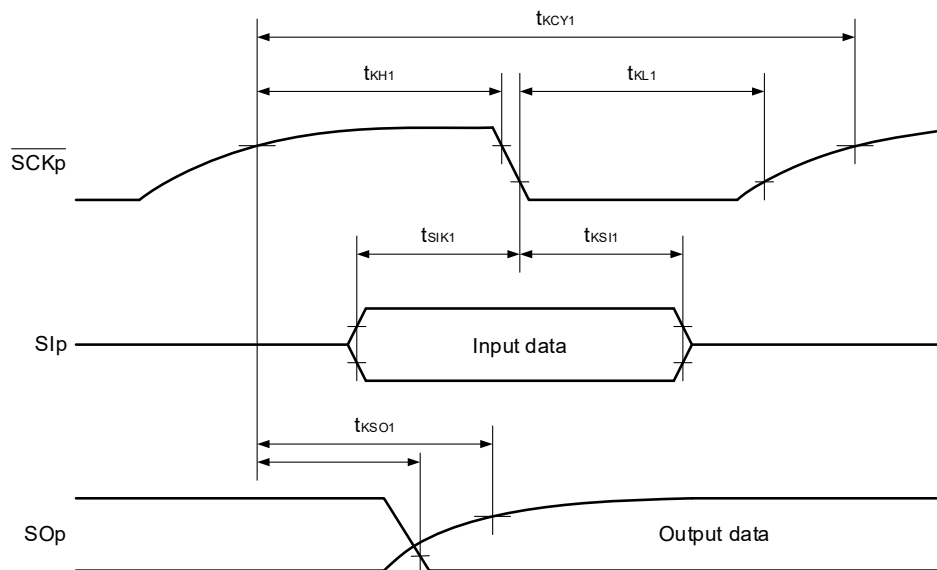 tKCY1
tKH1
tKL1
SCKp
tSIK1
tKSI1
SIp
Input data
tKSO1
SOp
Output data